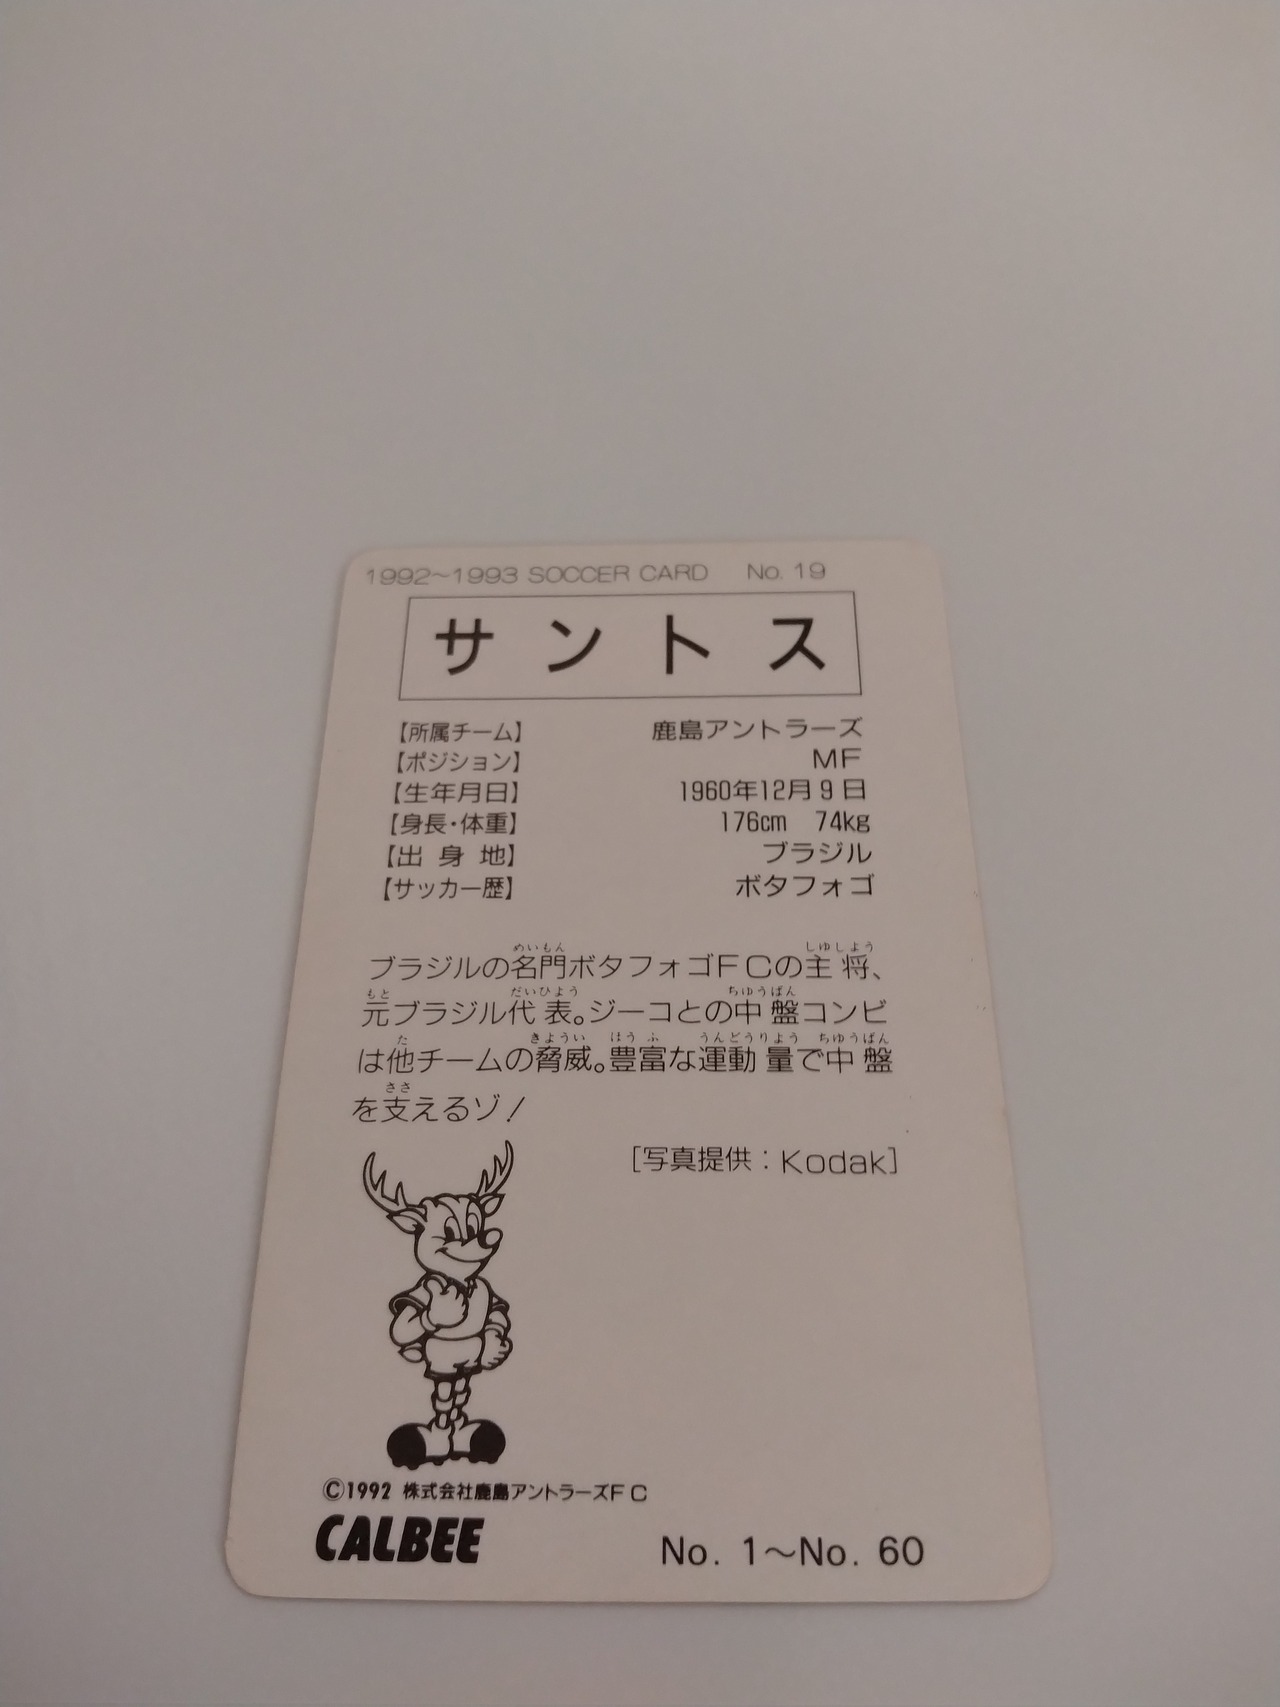 1992～1993 SOCCER CARD No. 19
サントス
【所属チーム】 鹿島アントラーズ
【ポジション】 MF
【生年月日】 1960年12月9日
【身長・体重】 176cm 74kg
【出身地】 ブラジル
【サッカー歴】 ボタフォゴ
めいもん しゆしよう
ブラジルの名門ボタフォゴFCの主将、
もと だいひよう ちゆうばん
元ブラジル代表。ジーコとの中盤コンビ
た きようい ほうふ うんどうりよう ちゆうばん
は他チームの脅威。豊富な運動量で中盤
ささ
を支えるゾ！
［写真提供：Kodak］
©1992 株式会社鹿島アントラーズFC
CALBEE
No. 1～No. 60